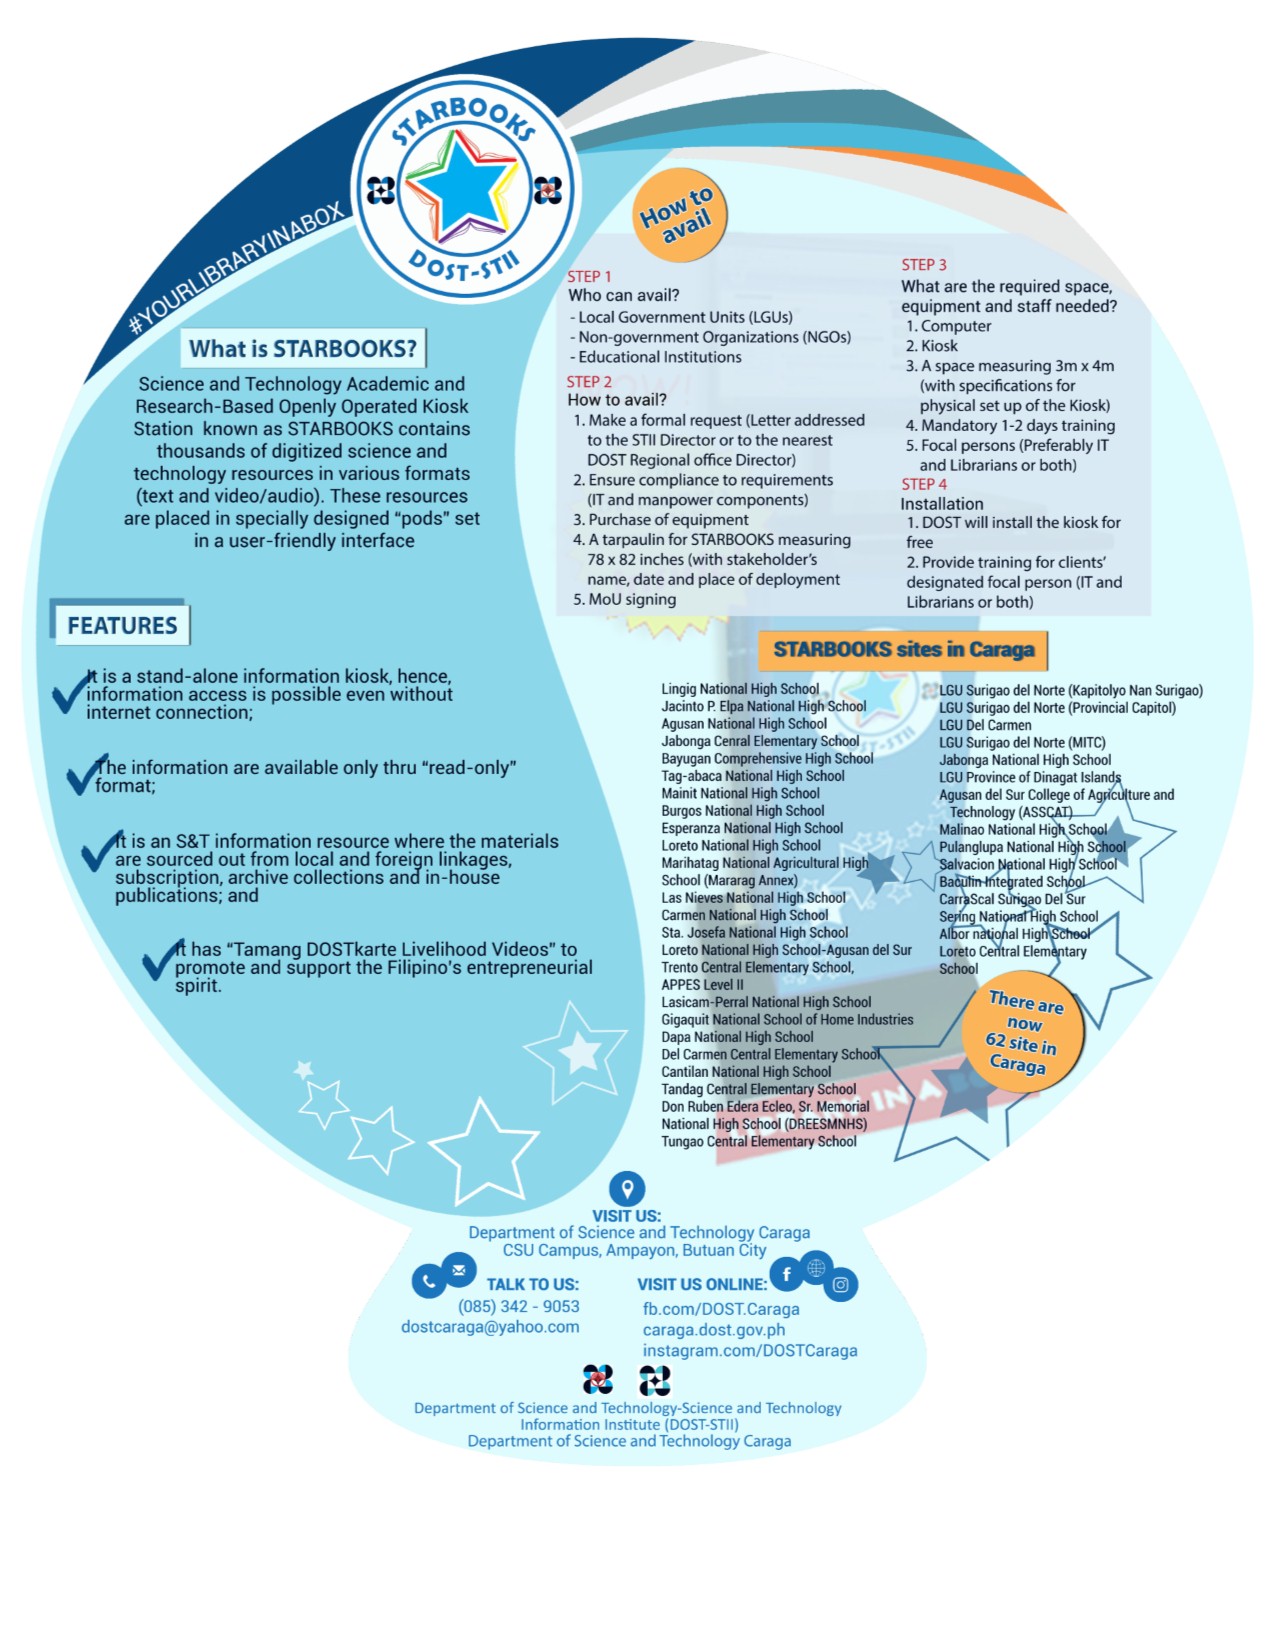 STARBOOKS
DOST-STII
#YOURLIBRARYINABOX
What is STARBOOKS?
Science and Technology Academic and
Research-Based Openly Operated Kiosk
Station known as STARBOOKS contains
thousands of digitized science and
technology resources in various formats
(text and video/audio). These resources
are placed in specially designed “pods” set
in a user-friendly interface
FEATURES
It is a stand-alone information kiosk, hence,
information access is possible even without
internet connection;
The information are available only thru “read-only”
format;
It is an S&T information resource where the materials
are sourced out from local and foreign linkages,
subscription, archive collections and in-house
publications; and
It has “Tamang DOSTkarte Livelihood Videos” to
promote and support the Filipino's entrepreneurial
spirit.
How to
avail
STEP 1
Who can avail?
- Local Government Units (LGUs)
- Non-government Organizations (NGOs)
- Educational Institutions
STEP 2
How to avail?
1. Make a formal request (Letter addressed
to the STII Director or to the nearest
DOST Regional office Director)
2. Ensure compliance to requirements
(IT and manpower components)
3. Purchase of equipment
4. A tarpaulin for STARBOOKS measuring
78 x 82 inches (with stakeholder’s
name, date and place of deployment
5. MoU signing
STEP 3
What are the required space,
equipment and staff needed?
1. Computer
2. Kiosk
3. A space measuring 3m x 4m
(with specifications for
physical set up of the Kiosk)
4. Mandatory 1-2 days training
5. Focal persons (Preferably IT
and Librarians or both)
STEP 4
Installation
1. DOST will install the kiosk for
free
2. Provide training for clients’
designated focal person (IT and
Librarians or both)
STARBOOKS sites in Caraga
Lingig National High School
Jacinto P. Elpa National High School
Agusan National High School
Jabonga Cenral Elementary School
Bayugan Comprehensive High School
Tag-abaca National High School
Mainit National High School
Burgos National High School
Esperanza National High School
Loreto National High School
Marihatag National Agricultural High
School (Mararag Annex)
Las Nieves National High School
Carmen National High School
Sta. Josefa National High School
Loreto National High School-Agusan del Sur
Trento Central Elementary School,
APPES Level II
Lasicam-Perral National High School
Gigaquit National School of Home Industries
Dapa National High School
Del Carmen Central Elementary School
Cantilan National High School
Tandag Central Elementary School
Don Ruben Edera Ecleo, Sr. Memorial
National High School (DREESMNHS)
Tungao Central Elementary School
LGU Surigao del Norte (Kapitolyo Nan Surigao)
LGU Surigao del Norte (Provincial Capitol)
LGU Del Carmen
LGU Surigao del Norte (MITC)
Jabonga National High School
LGU Province of Dinagat Islands
Agusan del Sur College of Agriculture and
Technology (ASSCAT)
Malinao National High School
Pulanglupa National High School
Salvacion National High School
Baculin Integrated School
CarraScal Surigao Del Sur
Sering National High School
Albor national High School
Loreto Central Elementary
School
There are
now
62 site in
Caraga
LIBRARY IN A
VISIT US:
Department of Science and Technology Caraga
CSU Campus, Ampayon, Butuan City
TALK TO US:
(085) 342 - 9053
dostcaraga@yahoo.com
VISIT US ONLINE:
fb.com/DOST.Caraga
caraga.dost.gov.ph
instagram.com/DOSTCaraga
Department of Science and Technology-Science and Technology
Information Institute (DOST-STII)
Department of Science and Technology Caraga